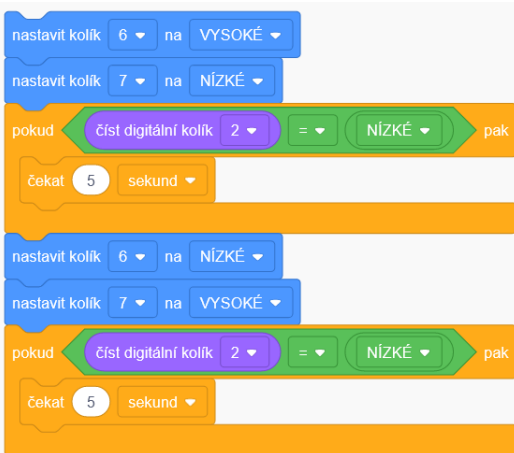 nastavit kolík 6 na VYSOKÉ
nastavit kolík 7 na NÍZKÉ
pokud číst digitální kolík 2 = NÍZKÉ pak
čekat 5 sekund
nastavit kolík 6 na NÍZKÉ
nastavit kolík 7 na VYSOKÉ
pokud číst digitální kolík 2 = NÍZKÉ pak
čekat 5 sekund